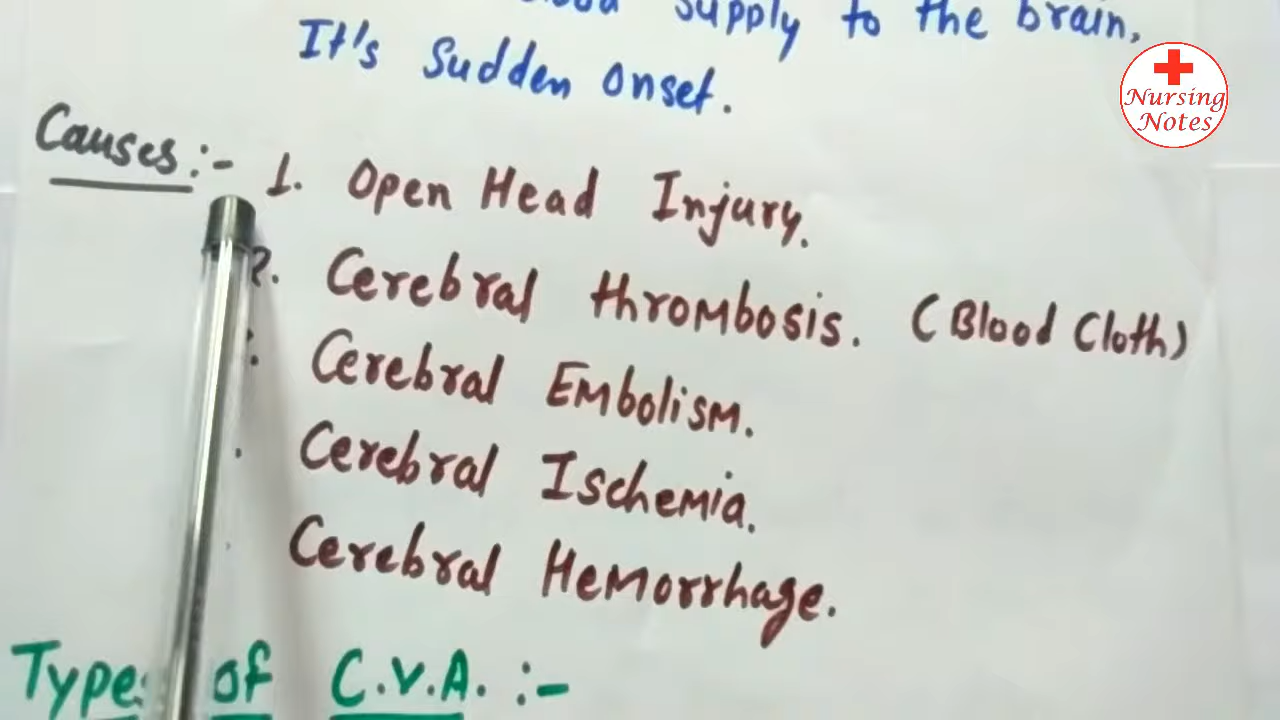 supply to the brain,
It's sudden onset.
Nursing
Notes
Causes:- 1. Open Head Injury.
2. Cerebral thrombosis. (Blood Cloth)
Cerebral Embolism.
Cerebral Ischemia.
Cerebral Hemorrhage.
Types of C.V.A. :-